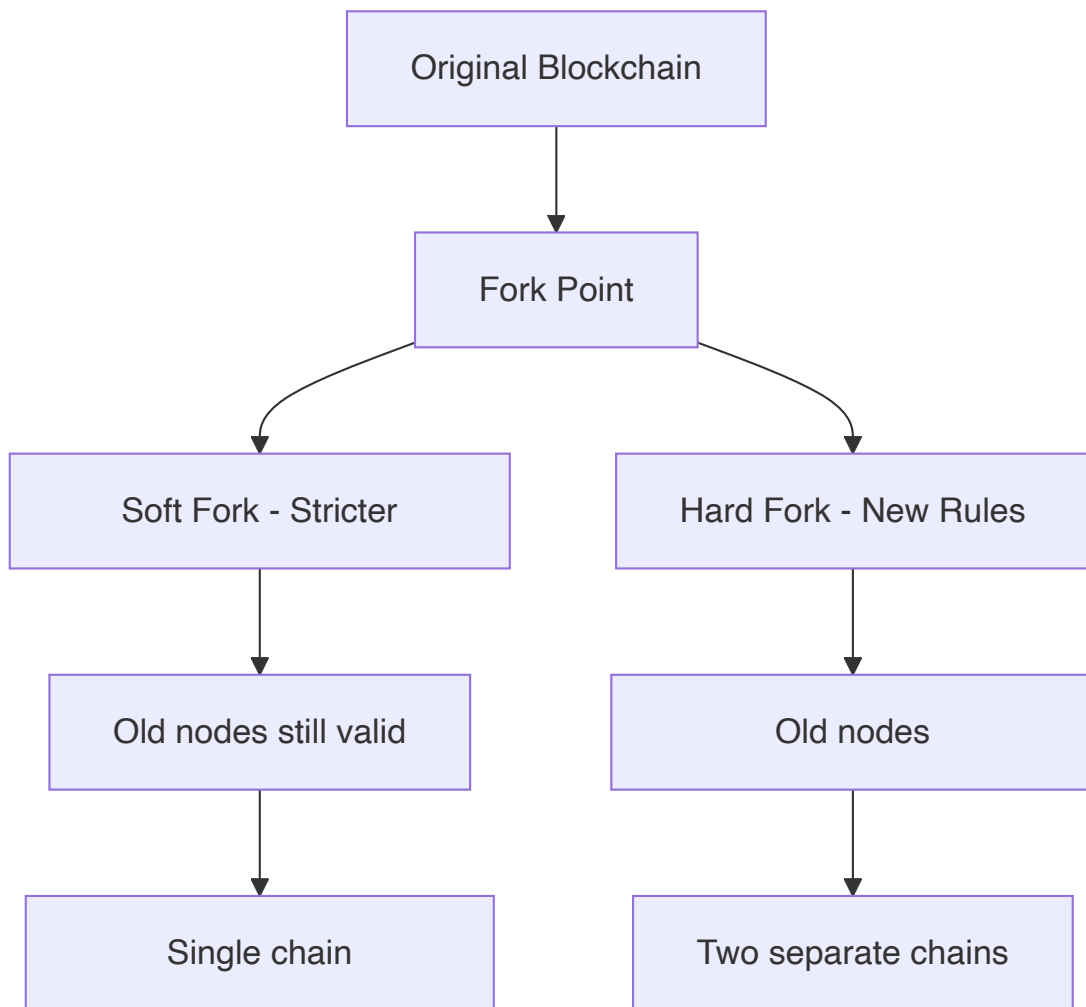 Original Blockchain
Fork Point
Soft Fork - Stricter
Hard Fork - New Rules
Old nodes still valid
Old nodes
Single chain
Two separate chains